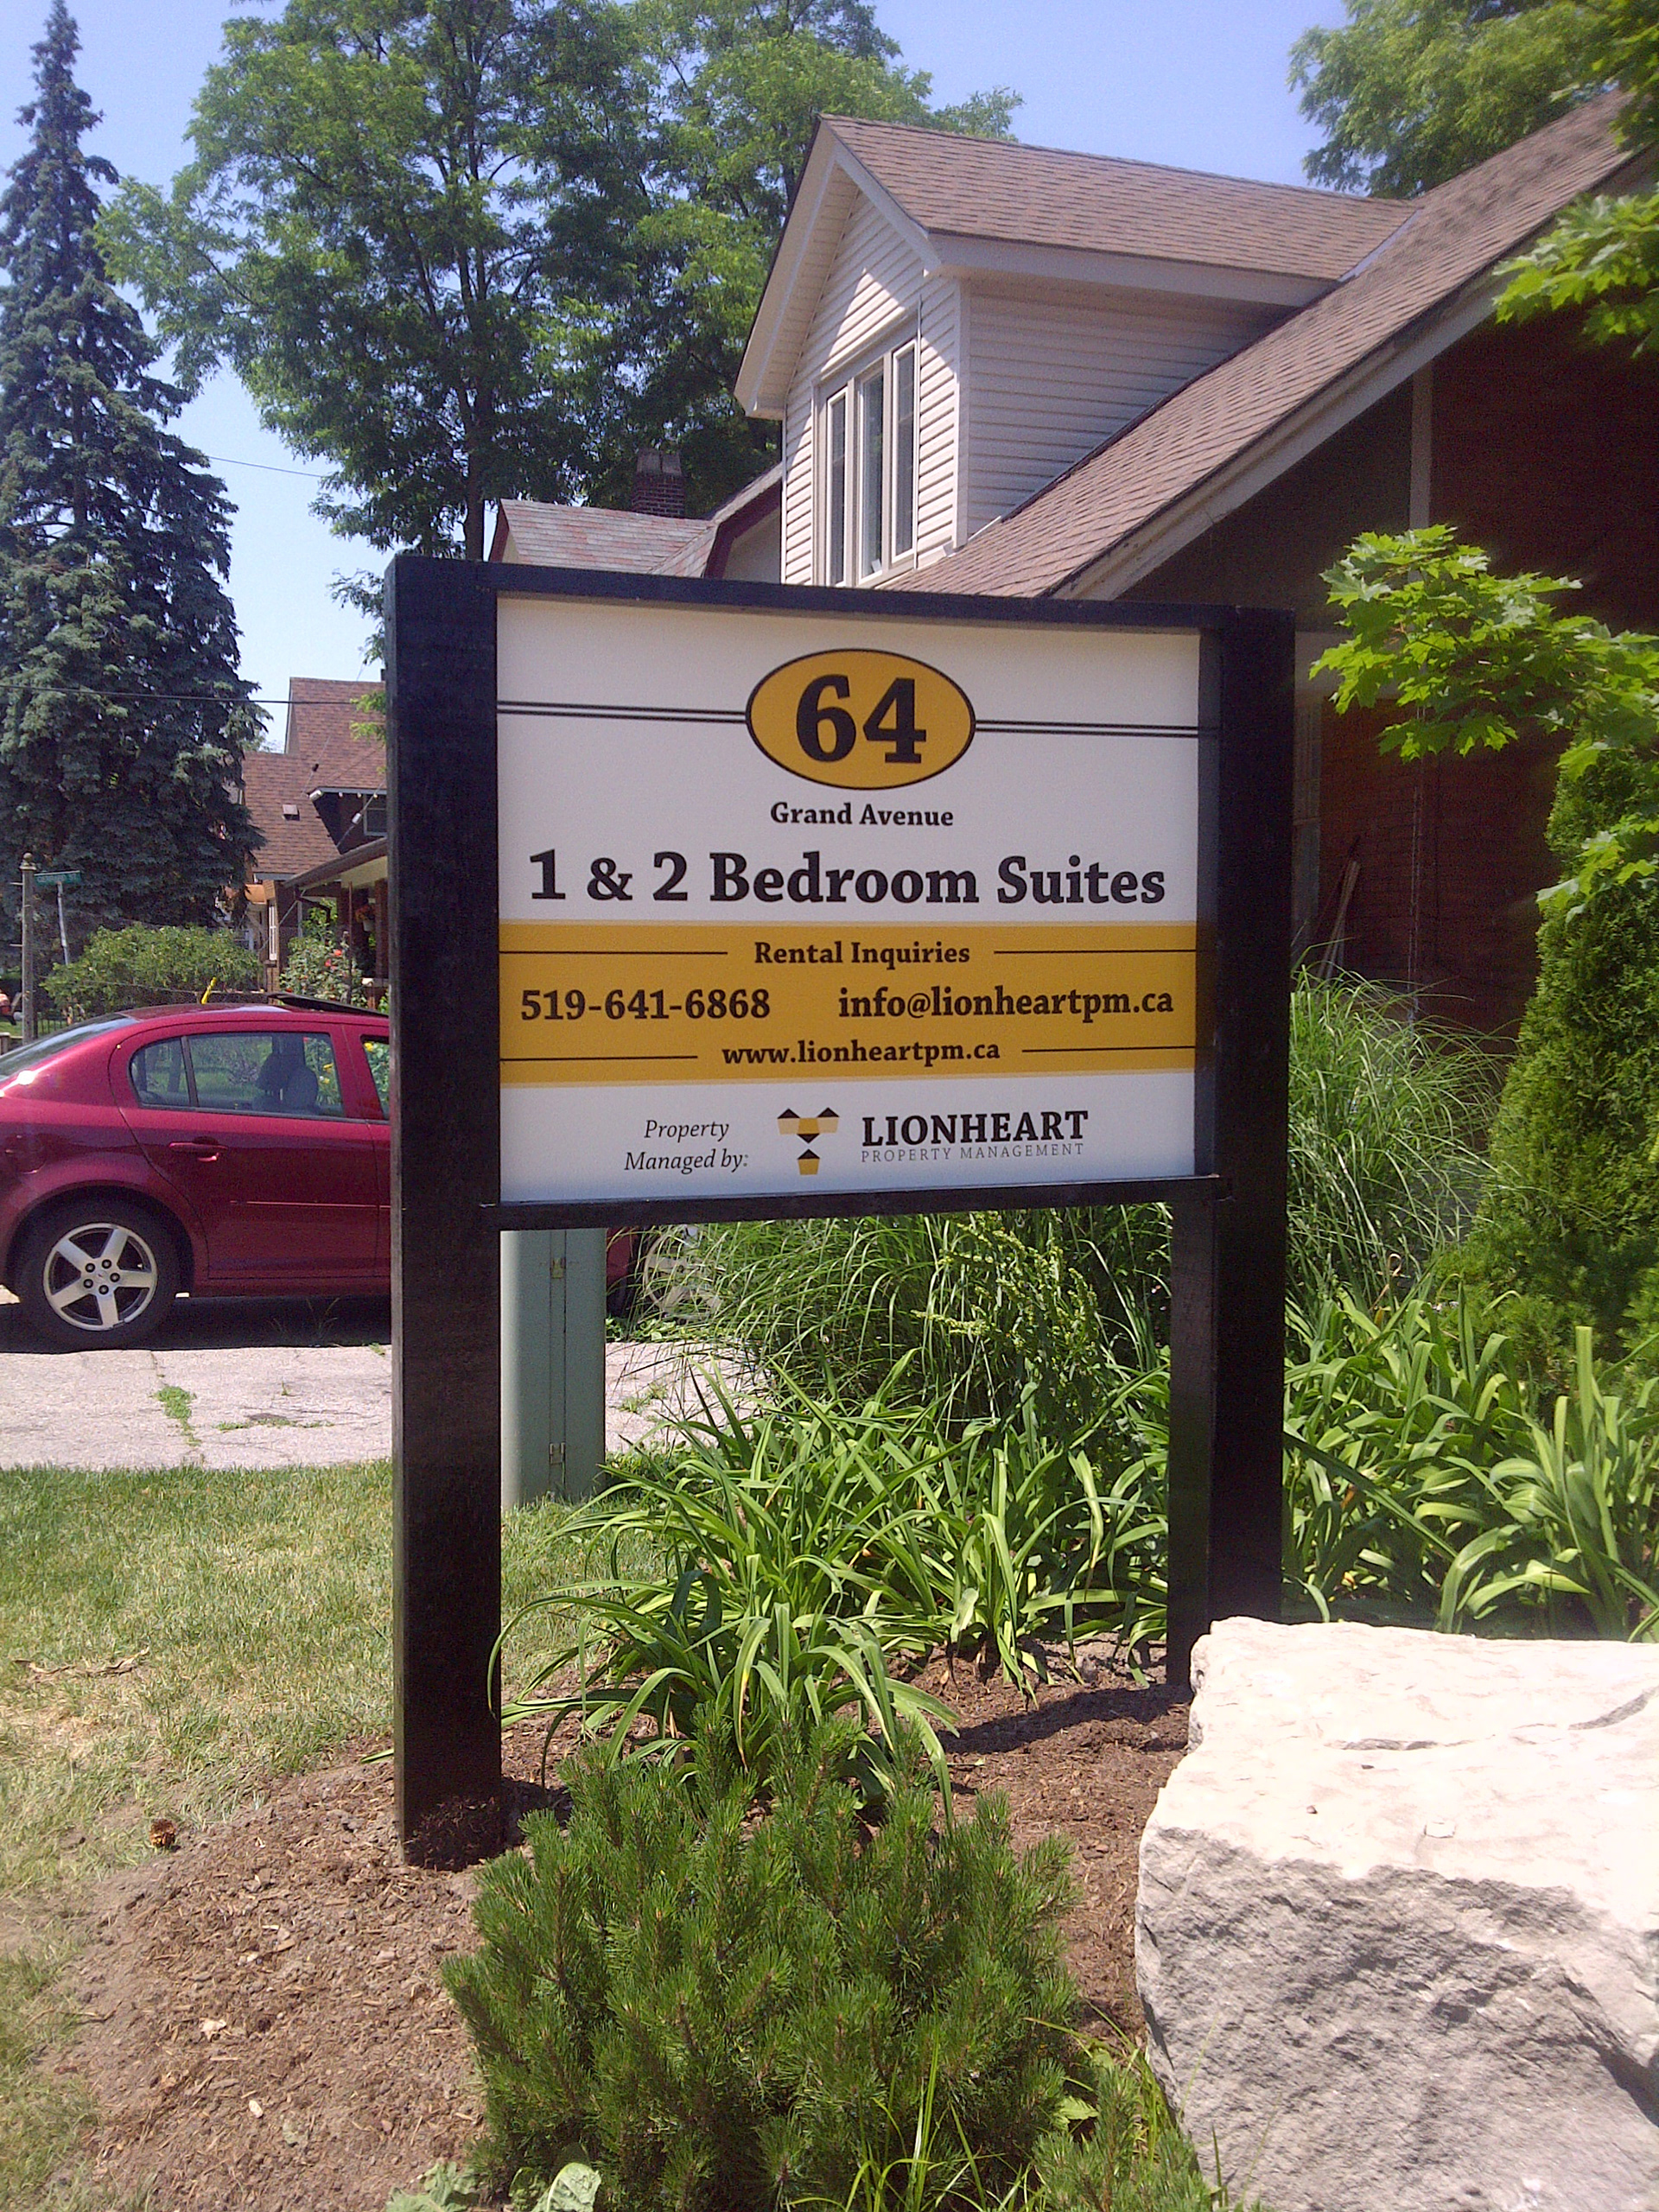 64
Grand Avenue
1 & 2 Bedroom Suites
Rental Inquiries
519-641-6868 info@lionheartpm.ca
www.lionheartpm.ca
Property
Managed by:
LIONHEART
PROPERTY MANAGEMENT